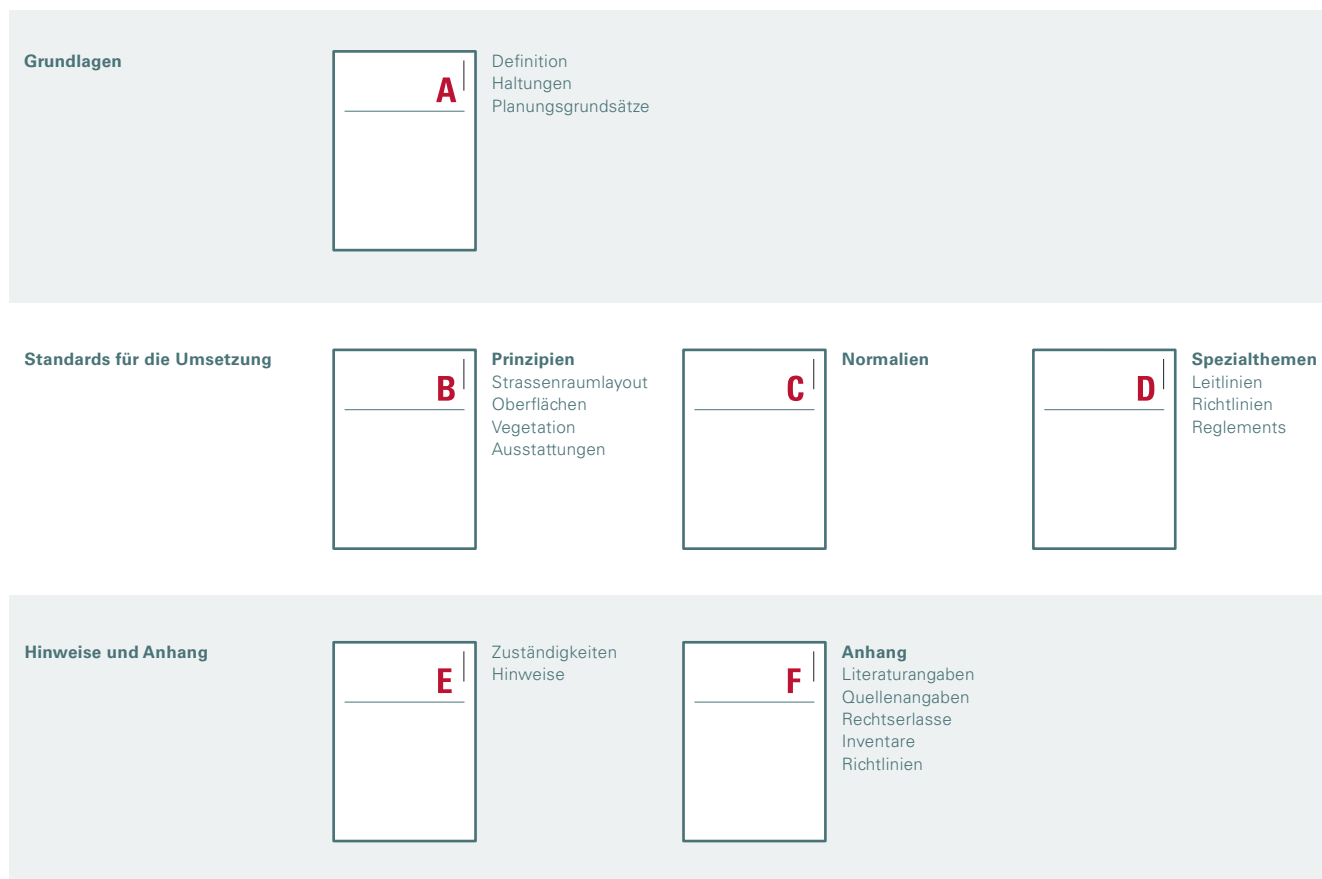 Grundlagen
A
Definition
Haltungen
Planungsgrundsätze
Standards für die Umsetzung
B
Prinzipien
Strassenraumlayout
Oberflächen
Vegetation
Ausstattungen
C
Normalien
D
Spezialthemen
Leitlinien
Richtlinien
Reglements
Hinweise und Anhang
E
Zuständigkeiten
Hinweise
F
Anhang
Literaturangaben
Quellenangaben
Rechtserlasse
Inventare
Richtlinien